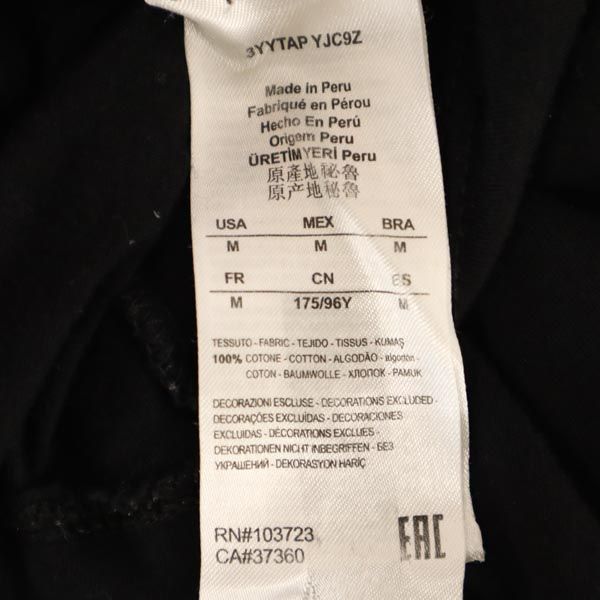 3YYTAP YJC9Z
Made in Peru
Fabriqué en Pérou
Hecho En Perú
Origem Peru
ÜRETİMYERİ Peru
原產地秘魯
原产地秘鲁
USA MEX BRA
M M M
FR CN ES
M 175/96Y M
TESSUTO - FABRIC - TEJIDO - TISSUS - KUMAŞ
100% COTONE - COTTON - ALGODÃO - algodón -
COTON - BAUMWOLLE - ХЛОПОК - PAMUK
DECORAZIONI ESCLUSE - DECORATIONS EXCLUDED -
DECORAÇÕES EXCLUÍDAS - DECORACIONES
EXCLUIDAS - DÉCORATIONS EXCLUES -
DEKORATIONEN NICHT INBEGRIFFEN - БЕЗ
УКРАШЕНИЙ - DEKORASYON HARİÇ
RN#103723
CA#37360
EAC